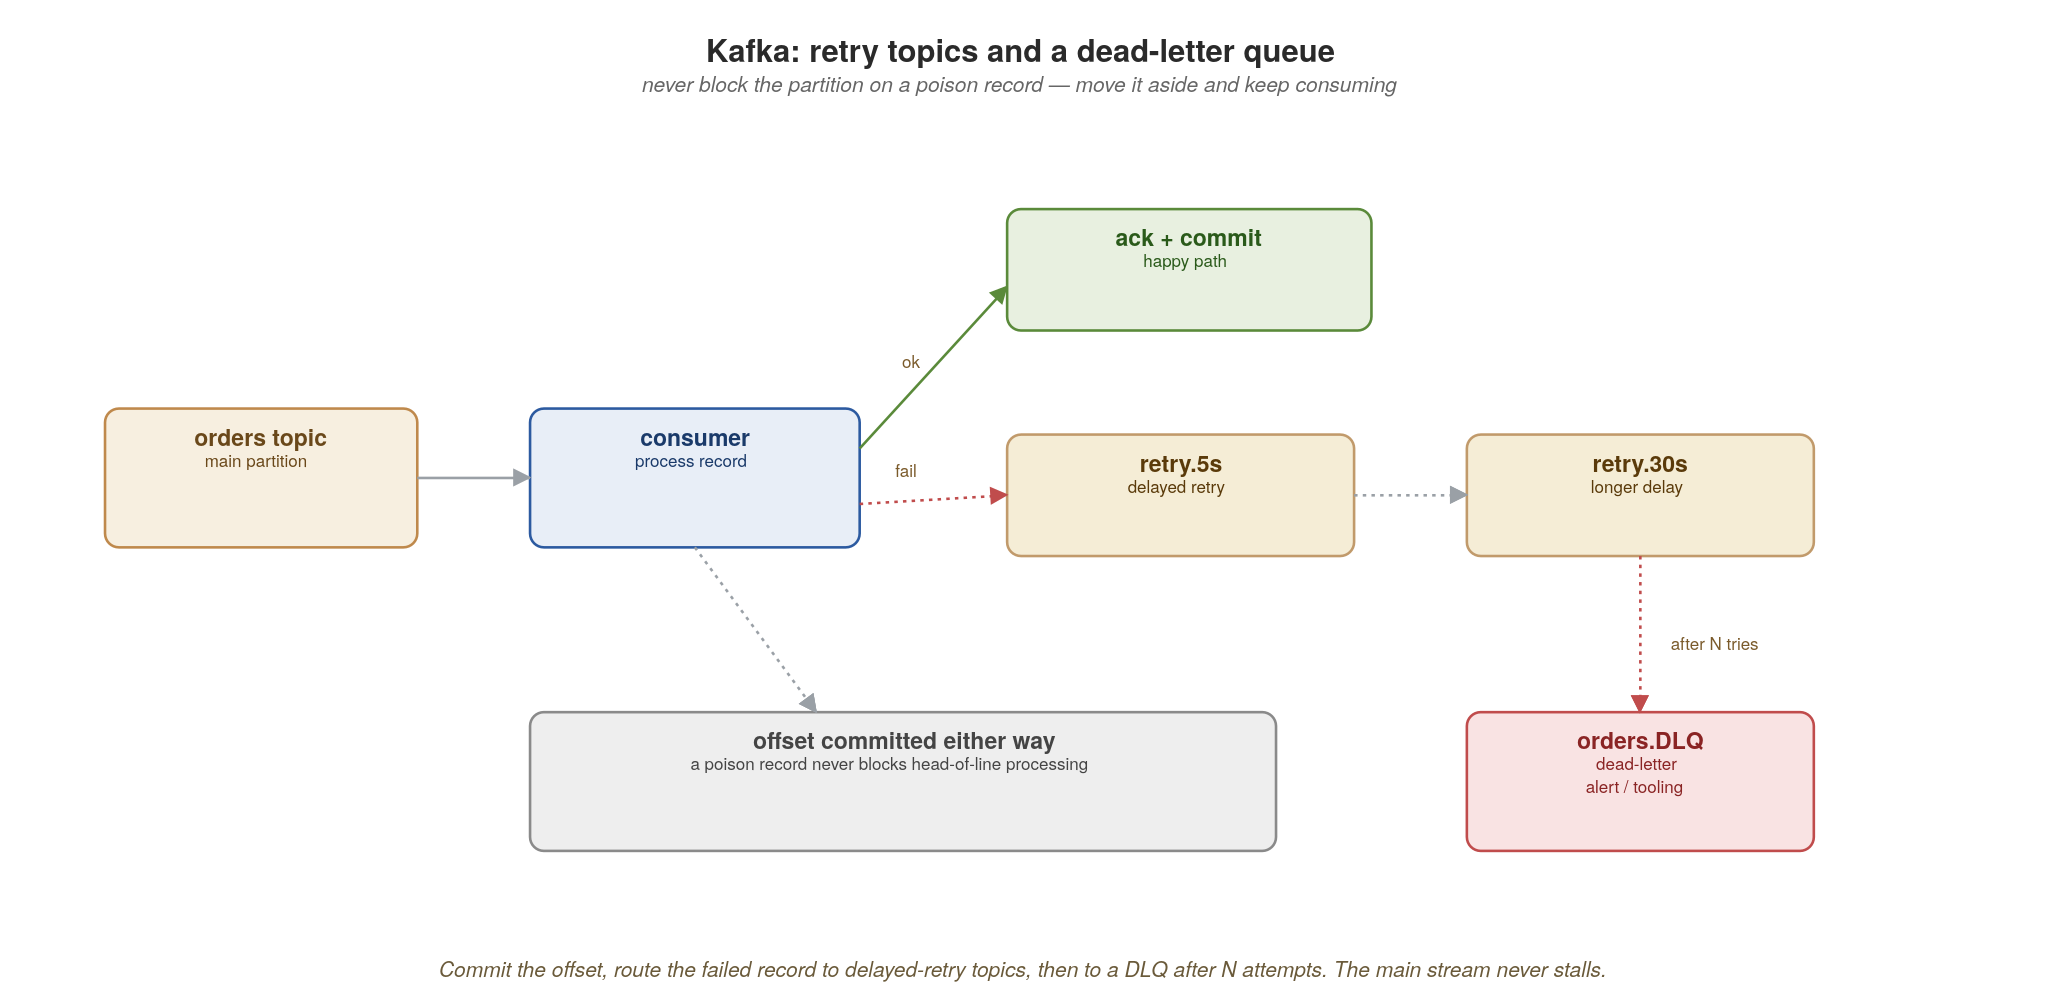 Kafka: retry topics and a dead-letter queue
never block the partition on a poison record — move it aside and keep consuming
ack + commit
happy path
ok
orders topic
main partition
consumer
process record
fail
retry.5s
delayed retry
retry.30s
longer delay
after N tries
offset committed either way
a poison record never blocks head-of-line processing
orders.DLQ
dead-letter
alert / tooling
Commit the offset, route the failed record to delayed-retry topics, then to a DLQ after N attempts. The main stream never stalls.